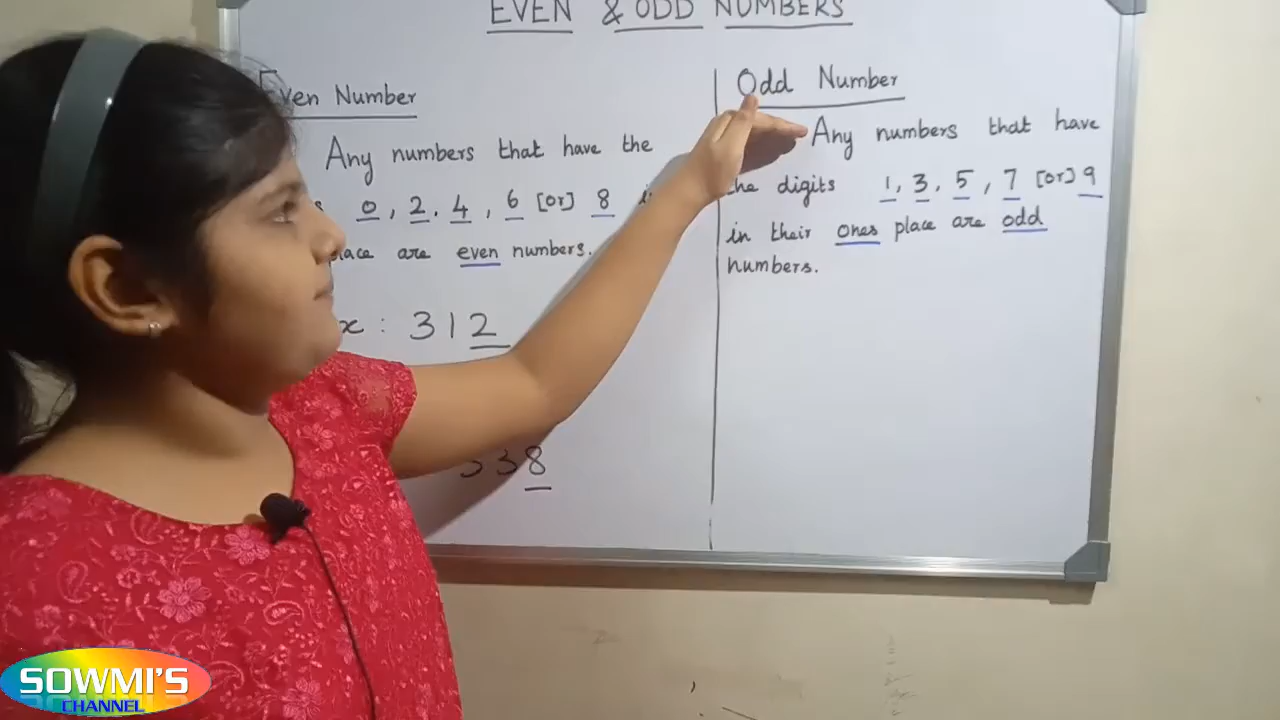 EVEN & ODD NUMBERS
Even Number
Any numbers that have the
0, 2, 4, 6 [or] 8
are even numbers.
: 312
338
Odd Number
Any numbers that have
the digits 1, 3, 5, 7 [or] 9
in their ones place are odd
numbers.
SOWMI'S
CHANNEL